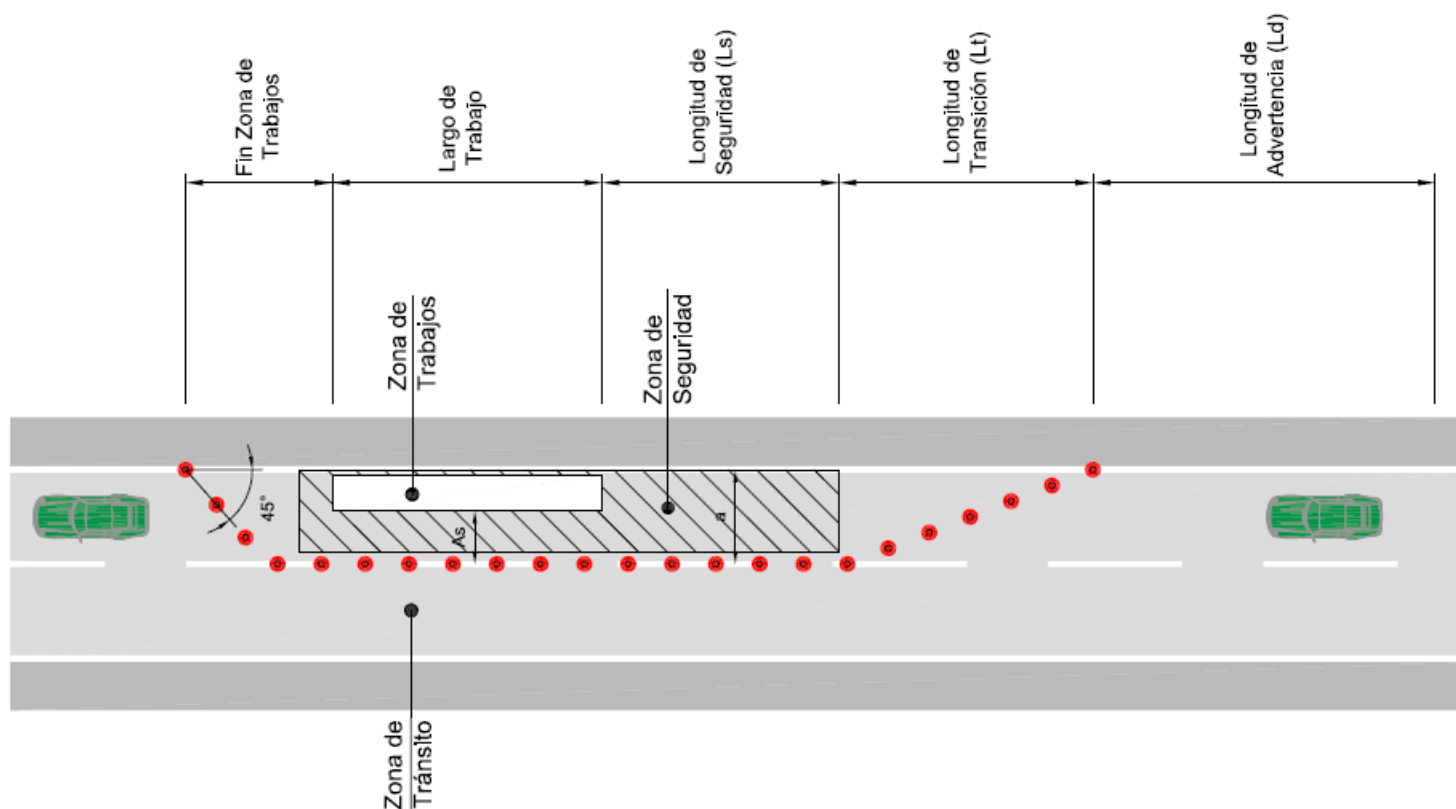 Fin Zona de
Trabajos
Largo de
Trabajo
Longitud de
Seguridad (Ls)
Longitud de
Transición (Lt)
Longitud de
Advertencia (Ld)
Zona de
Trabajos
Zona de
Seguridad
45°
As
a
Zona de
Tránsito